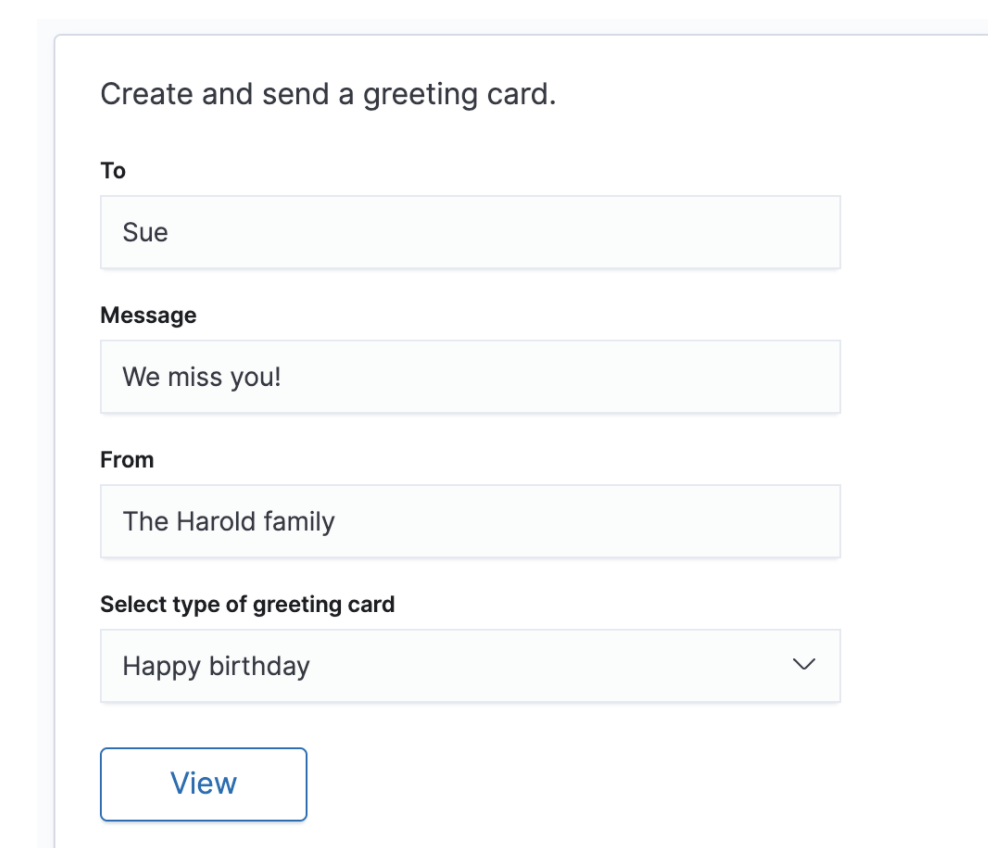 Create and send a greeting card.
To
Sue
Message
We miss you!
From
The Harold family
Select type of greeting card
Happy birthday
View